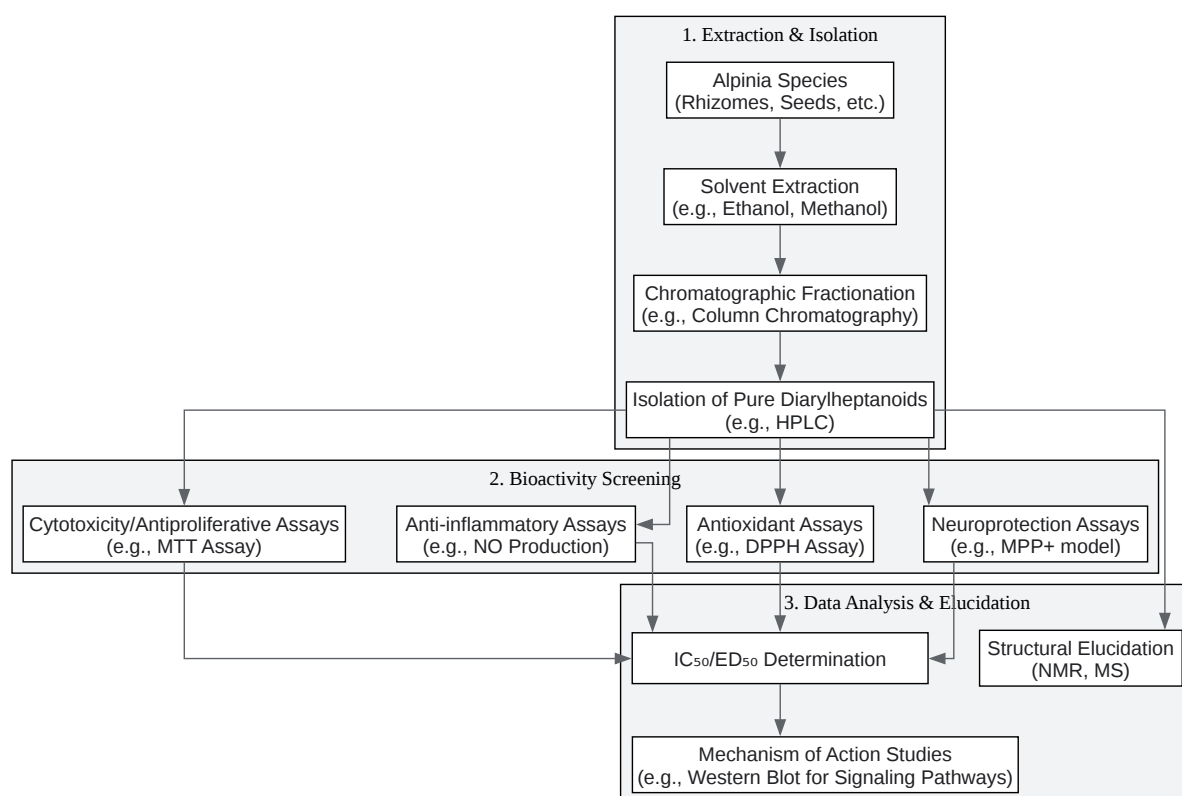 1. Extraction & Isolation
Alpinia Species
(Rhizomes, Seeds, etc.)
Solvent Extraction
(e.g., Ethanol, Methanol)
Chromatographic Fractionation
(e.g., Column Chromatography)
Isolation of Pure Diarylheptanoids
(e.g., HPLC)
2. Bioactivity Screening
Cytotoxicity/Antiproliferative Assays
(e.g., MTT Assay)
Anti-inflammatory Assays
(e.g., NO Production)
Antioxidant Assays
(e.g., DPPH Assay)
Neuroprotection Assays
(e.g., MPP+ model)
3. Data Analysis & Elucidation
IC₅₀/ED₅₀ Determination
Structural Elucidation
(NMR, MS)
Mechanism of Action Studies
(e.g., Western Blot for Signaling Pathways)